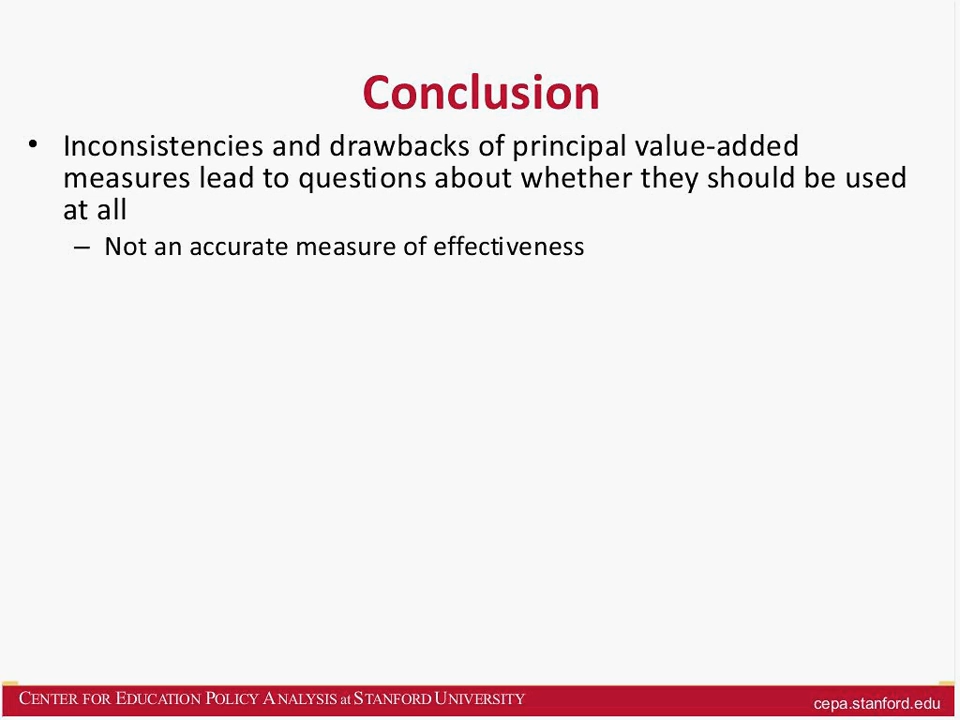 Conclusion
• Inconsistencies and drawbacks of principal value-added
measures lead to questions about whether they should be used
at all
– Not an accurate measure of effectiveness
CENTER FOR EDUCATION POLICY ANALYSIS at STANFORD UNIVERSITY
cepa.stanford.edu